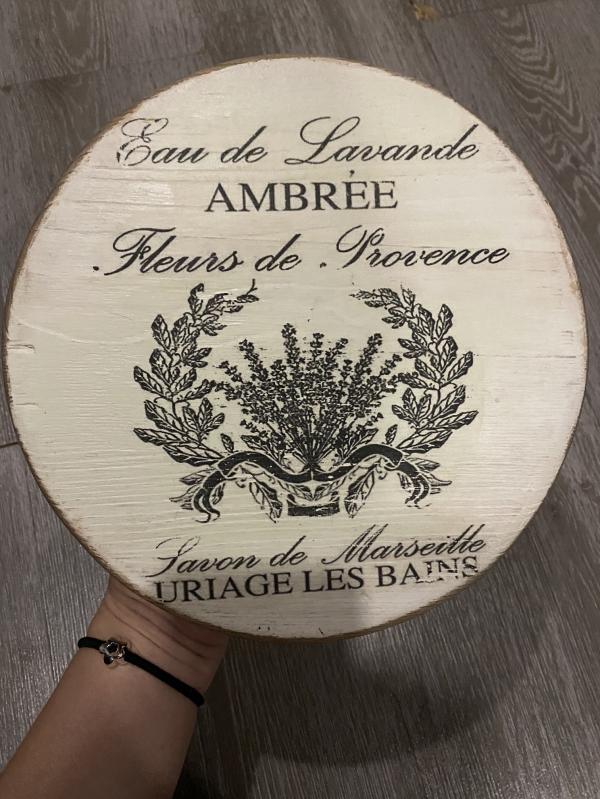 Eau de Lavande
AMBRÉE
Fleurs de Provence
Savon de Marseille
URIAGE LES BAINS